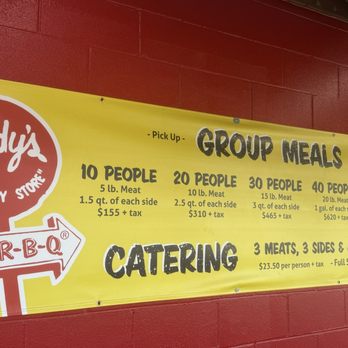 dy's
Y STORE"
R-B-Q®
- Pick Up - GROUP MEALS
10 PEOPLE
5 lb. Meat
1.5 qt. of each side
$155 + tax
20 PEOPLE
10 lb. Meat
2.5 qt. of each side
$310 + tax
30 PEOPLE
15 lb. Meat
3 qt. of each side
$465 + tax
40 PEO
20 lb. Mea
1 gal. of each
$620 + ta
CATERING
3 MEATS, 3 SIDES &
$23.50 per person + tax - Full S